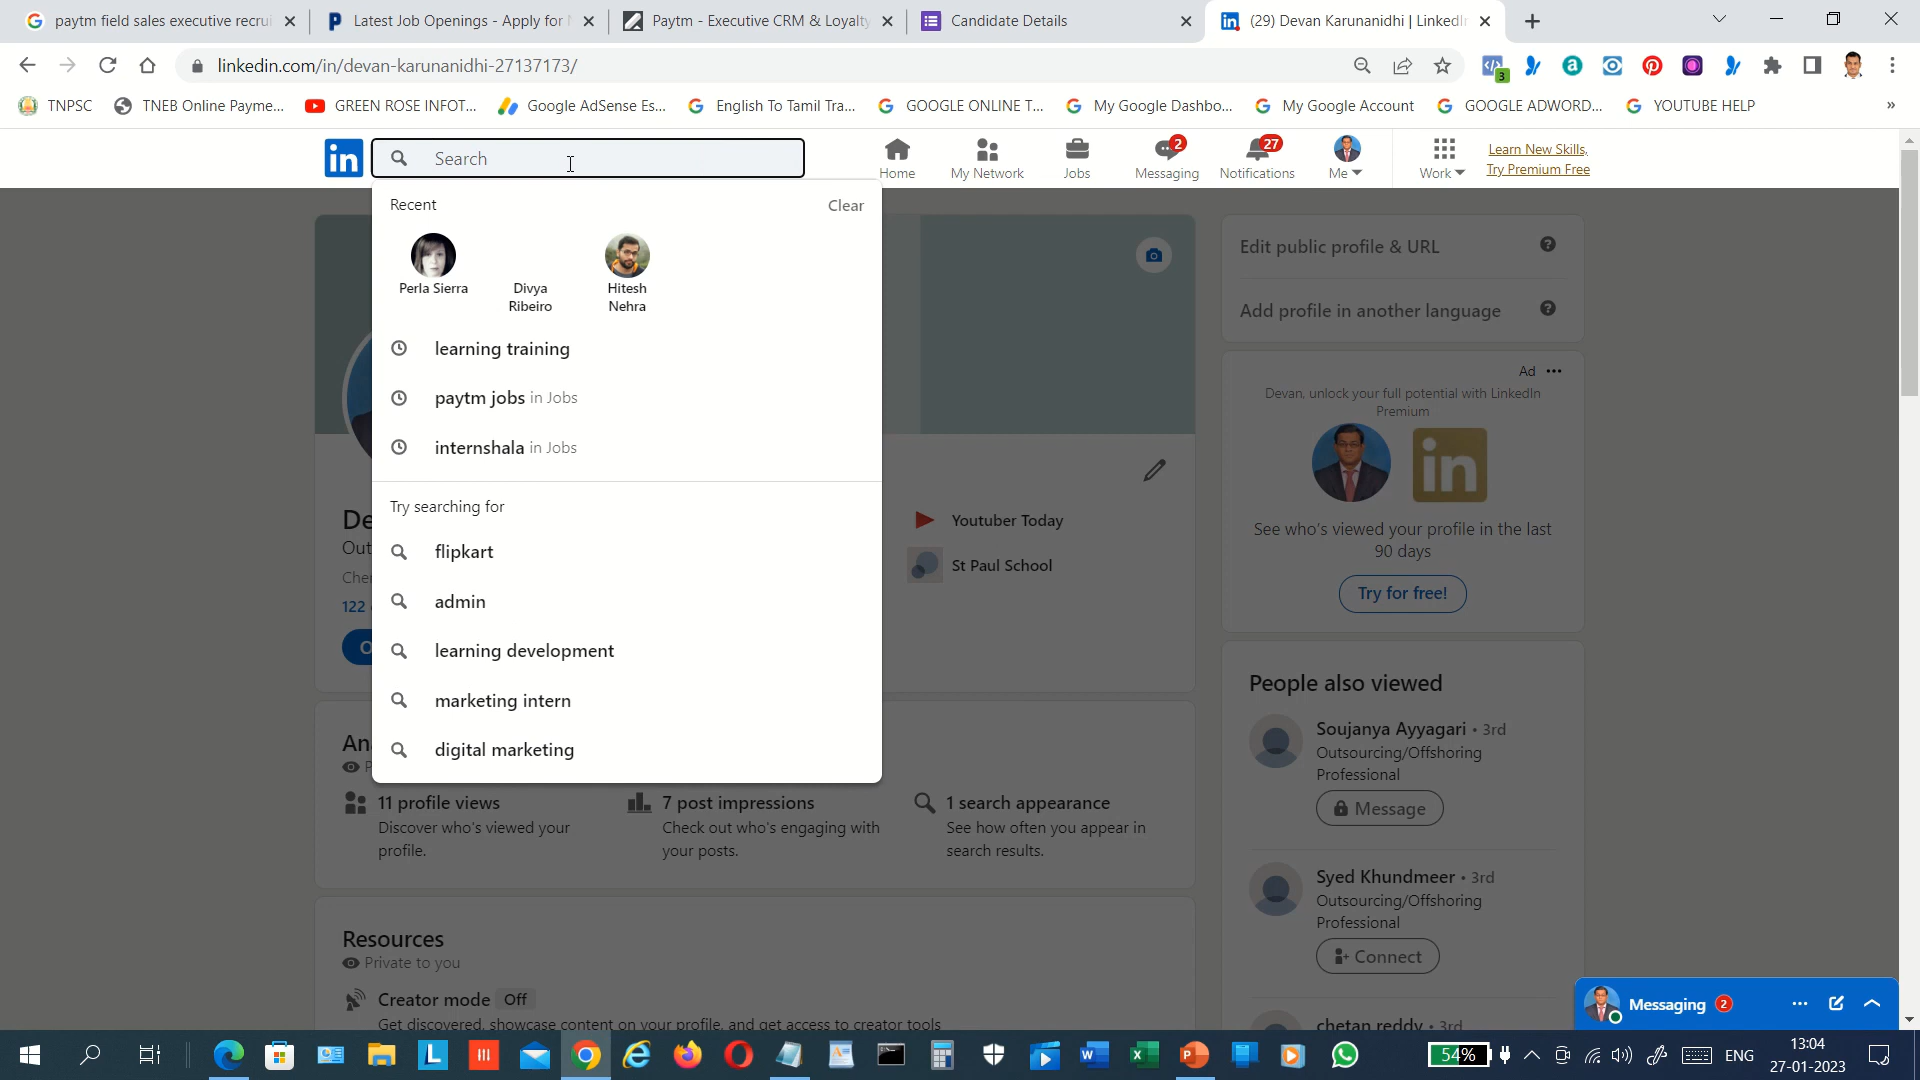 paytm field sales executive recrui
Latest Job Openings - Apply for
Paytm - Executive CRM & Loyalty
Candidate Details
(29) Devan Karunanidhi | LinkedIn
linkedin.com/in/devan-karunanidhi-27137173/
3
TNPSC
TNEB Online Payme...
GREEN ROSE INFOT...
Google AdSense Es...
English To Tamil Tra...
GOOGLE ONLINE T...
My Google Dashbo...
My Google Account
GOOGLE ADWORD...
YOUTUBE HELP
»
in
Search
Home
My Network
Jobs
2
Messaging
27
Notifications
Me
Work
Learn New Skills,
Try Premium Free
Recent
Clear
Perla Sierra
Divya
Ribeiro
Hitesh
Nehra
learning training
paytm jobs in Jobs
internshala in Jobs
Try searching for
flipkart
admin
learning development
marketing intern
digital marketing
Edit public profile & URL
Add profile in another language
Ad
Devan, unlock your full potential with LinkedIn
Premium
in
See who's viewed your profile in the last
90 days
Try for free!
De
Out
Che
122
O
Youtuber Today
St Paul School
People also viewed
Soujanya Ayyagari • 3rd
Outsourcing/Offshoring
Professional
Message
Syed Khundmeer • 3rd
Outsourcing/Offshoring
Professional
Connect
chetan reddy • 3rd
An
P
11 profile views
Discover who's viewed your
profile.
7 post impressions
Check out who's engaging with
your posts.
1 search appearance
See how often you appear in
search results.
Resources
Private to you
Creator mode Off
Get discovered, showcase content on your profile, and get access to creator tools
Messaging 2
54%
ENG
13:04
27-01-2023